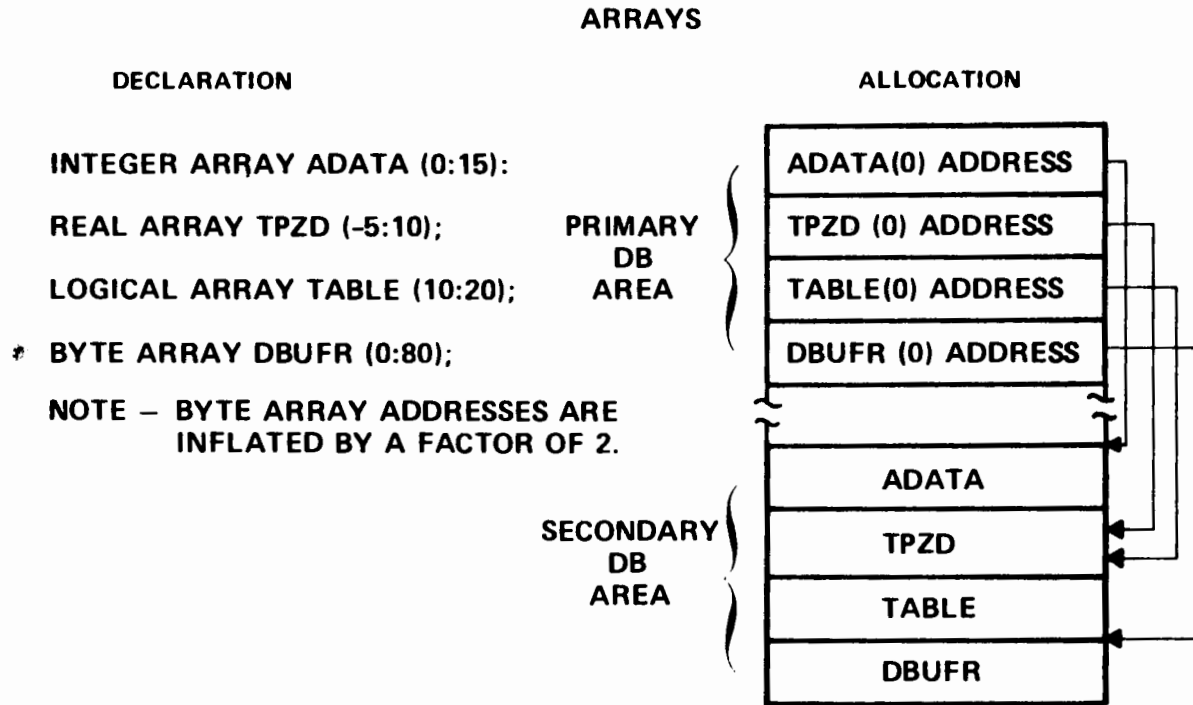 ARRAYS
DECLARATION
ALLOCATION
INTEGER ARRAY ADATA (0:15):
REAL ARRAY TPZD (-5:10);
LOGICAL ARRAY TABLE (10:20);
* BYTE ARRAY DBUFR (0:80);
NOTE – BYTE ARRAY ADDRESSES ARE
INFLATED BY A FACTOR OF 2.
PRIMARY
DB
AREA
ADATA(0) ADDRESS
TPZD (0) ADDRESS
TABLE(0) ADDRESS
DBUFR (0) ADDRESS
SECONDARY
DB
AREA
ADATA
TPZD
TABLE
DBUFR